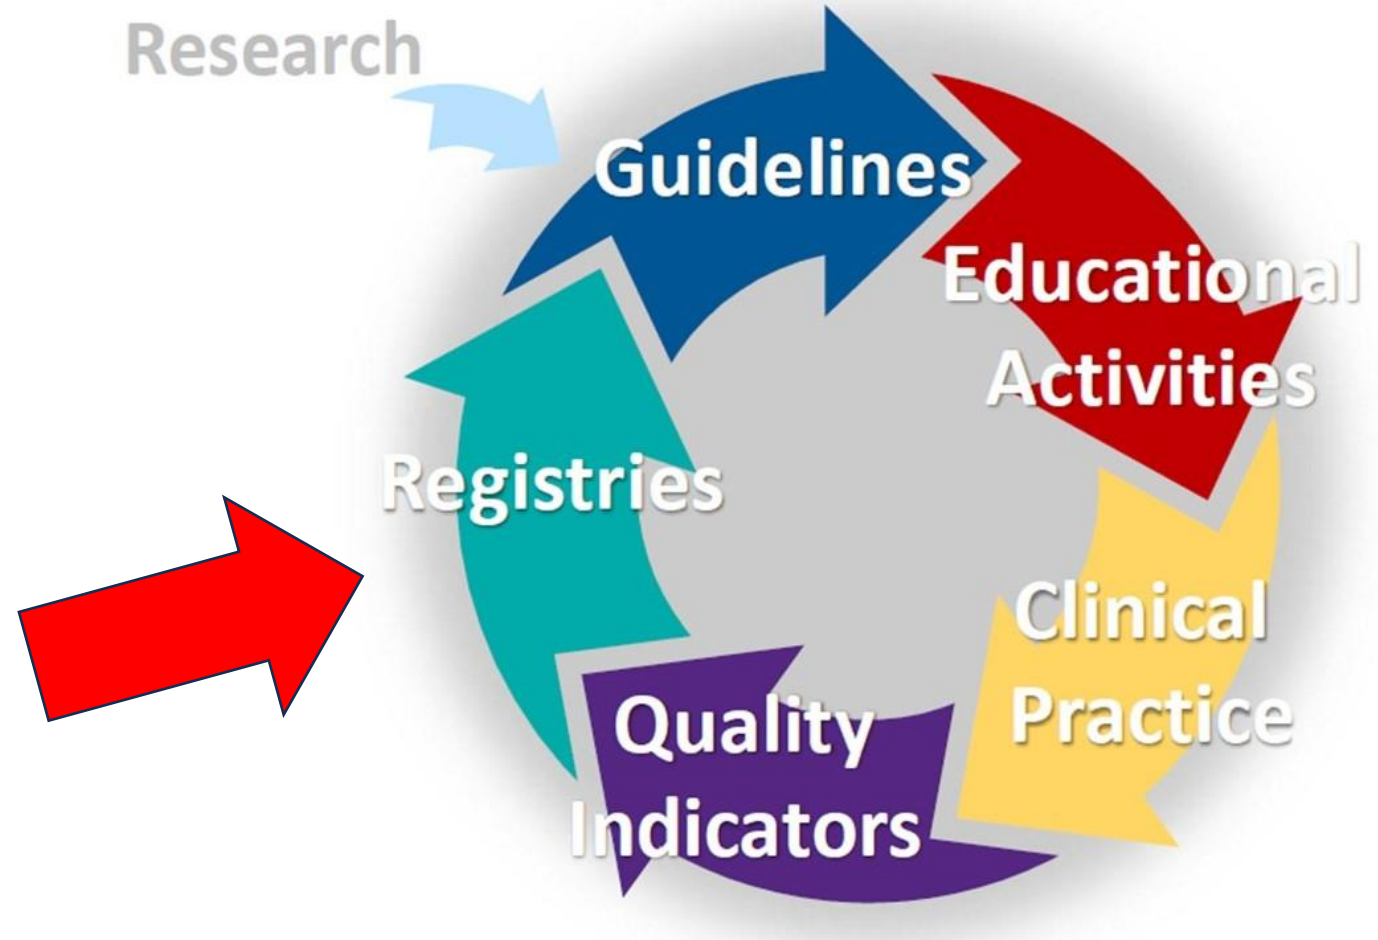 Research
Guidelines
Educational
Activities
Clinical
Practice
Quality
Indicators
Registries